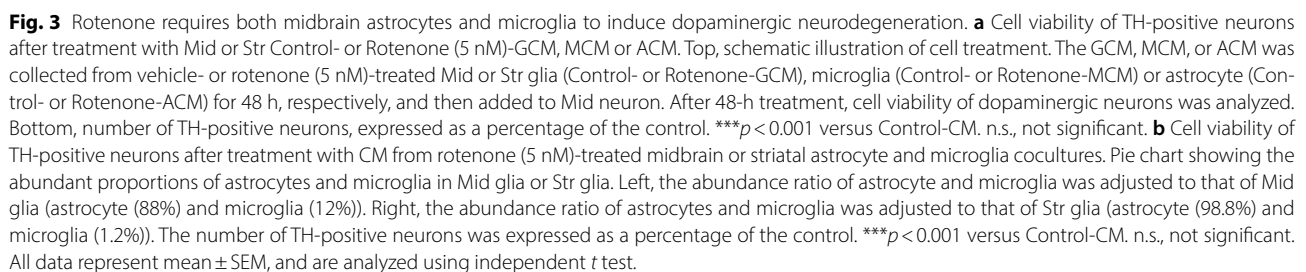 Fig. 3 Rotenone requires both midbrain astrocytes and microglia to induce dopaminergic neurodegeneration. a Cell viability of TH-positive neurons
after treatment with Mid or Str Control- or Rotenone (5 nM)-GCM, MCM or ACM. Top, schematic illustration of cell treatment. The GCM, MCM, or ACM was
collected from vehicle- or rotenone (5 nM)-treated Mid or Str glia (Control- or Rotenone-GCM), microglia (Control- or Rotenone-MCM) or astrocyte (Con-
trol- or Rotenone-ACM) for 48 h, respectively, and then added to Mid neuron. After 48-h treatment, cell viability of dopaminergic neurons was analyzed.
Bottom, number of TH-positive neurons, expressed as a percentage of the control. ***p < 0.001 versus Control-CM. n.s., not significant. b Cell viability of
TH-positive neurons after treatment with CM from rotenone (5 nM)-treated midbrain or striatal astrocyte and microglia cocultures. Pie chart showing the
abundant proportions of astrocytes and microglia in Mid glia or Str glia. Left, the abundance ratio of astrocyte and microglia was adjusted to that of Mid
glia (astrocyte (88%) and microglia (12%)). Right, the abundance ratio of astrocytes and microglia was adjusted to that of Str glia (astrocyte (98.8%) and
microglia (1.2%)). The number of TH-positive neurons was expressed as a percentage of the control. ***p < 0.001 versus Control-CM. n.s., not significant.
All data represent mean ± SEM, and are analyzed using independent t test.